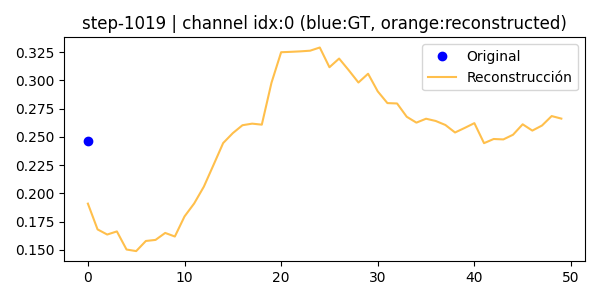 step-1019 | channel idx:0 (blue:GT, orange:reconstructed)
Original
Reconstrucción
0.325
0.300
0.275
0.250
0.225
0.200
0.175
0.150
0 10 20 30 40 50